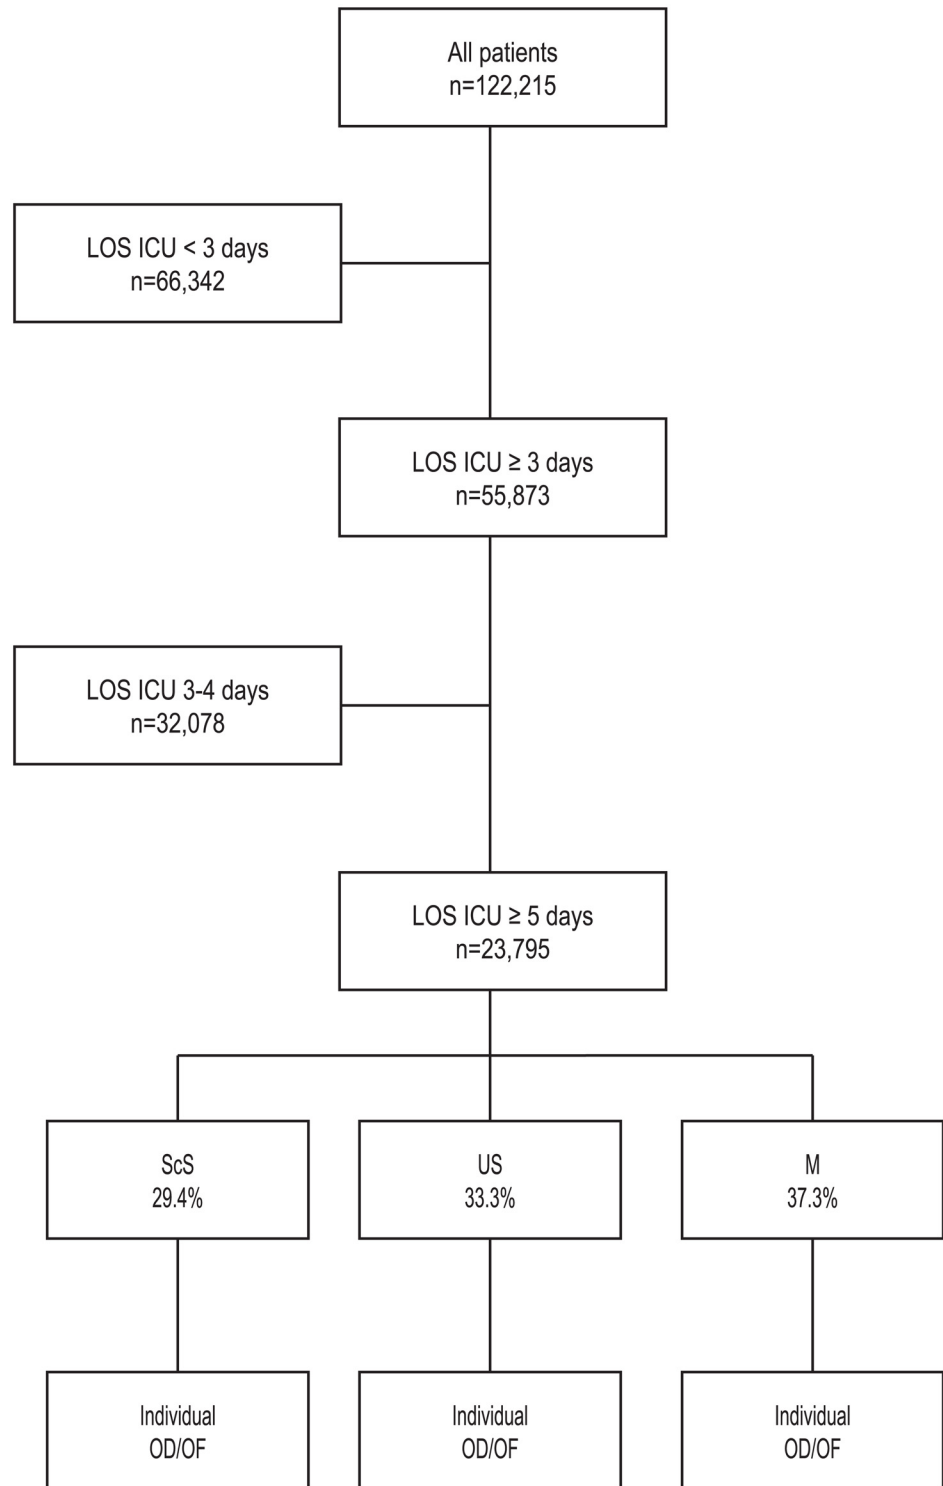 All patients
n=122,215
LOS ICU < 3 days
n=66,342
LOS ICU ≥ 3 days
n=55,873
LOS ICU 3-4 days
n=32,078
LOS ICU ≥ 5 days
n=23,795
ScS
29.4%
US
33.3%
M
37.3%
Individual
OD/OF
Individual
OD/OF
Individual
OD/OF